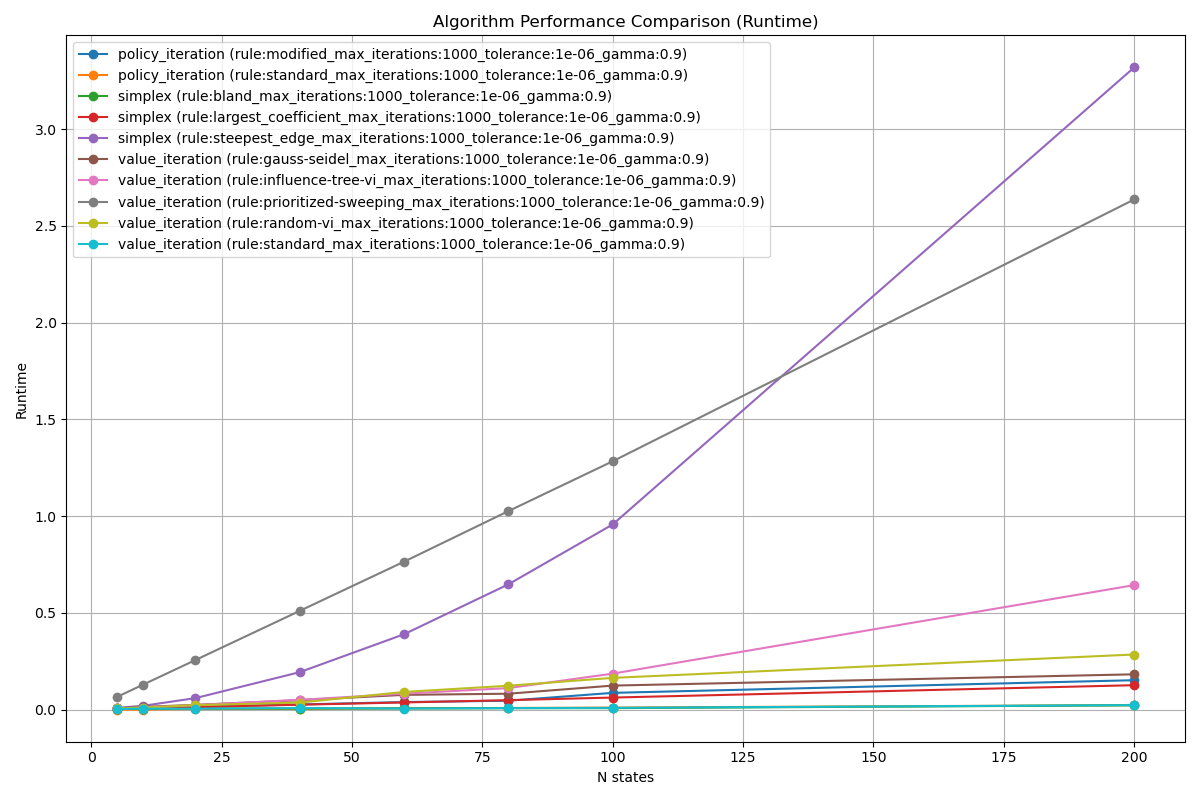 Algorithm Performance Comparison (Runtime)
policy_iteration (rule:modified_max_iterations:1000_tolerance:1e-06_gamma:0.9)
policy_iteration (rule:standard_max_iterations:1000_tolerance:1e-06_gamma:0.9)
simplex (rule:bland_max_iterations:1000_tolerance:1e-06_gamma:0.9)
simplex (rule:largest_coefficient_max_iterations:1000_tolerance:1e-06_gamma:0.9)
simplex (rule:steepest_edge_max_iterations:1000_tolerance:1e-06_gamma:0.9)
value_iteration (rule:gauss-seidel_max_iterations:1000_tolerance:1e-06_gamma:0.9)
value_iteration (rule:influence-tree-vi_max_iterations:1000_tolerance:1e-06_gamma:0.9)
value_iteration (rule:prioritized-sweeping_max_iterations:1000_tolerance:1e-06_gamma:0.9)
value_iteration (rule:random-vi_max_iterations:1000_tolerance:1e-06_gamma:0.9)
value_iteration (rule:standard_max_iterations:1000_tolerance:1e-06_gamma:0.9)
3.0
2.5
2.0
1.5
1.0
0.5
0.0
Runtime
0 25 50 75 100 125 150 175 200
N states